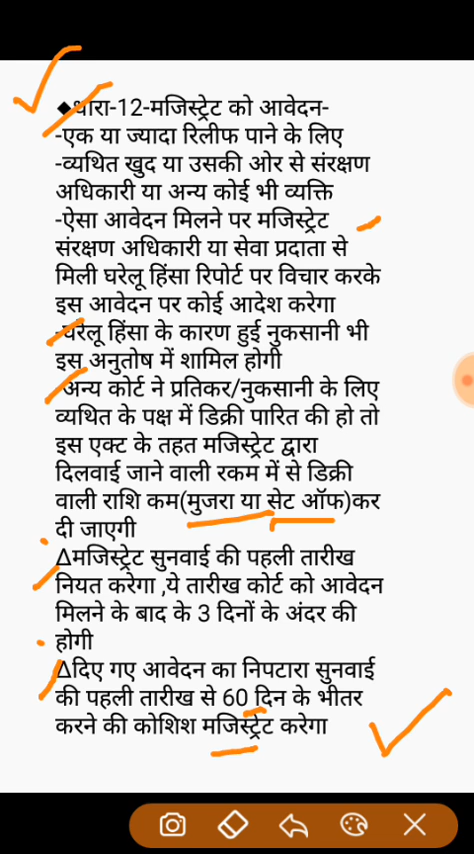 ◆धारा-12-मजिस्ट्रेट को आवेदन-
-एक या ज्यादा रिलीफ पाने के लिए
-व्यथित खुद या उसकी ओर से संरक्षण
अधिकारी या अन्य कोई भी व्यक्ति
-ऐसा आवेदन मिलने पर मजिस्ट्रेट
संरक्षण अधिकारी या सेवा प्रदाता से
मिली घरेलू हिंसा रिपोर्ट पर विचार करके
इस आवेदन पर कोई आदेश करेगा
-घरेलू हिंसा के कारण हुई नुकसानी भी
इस अनुतोष में शामिल होगी
-अन्य कोर्ट ने प्रतिकर/नुकसानी के लिए
व्यथित के पक्ष में डिक्री पारित की हो तो
इस एक्ट के तहत मजिस्ट्रेट द्वारा
दिलवाई जाने वाली रकम में से डिक्री
वाली राशि कम(मुजरा या सेट ऑफ)कर
दी जाएगी
∆मजिस्ट्रेट सुनवाई की पहली तारीख
नियत करेगा ,ये तारीख कोर्ट को आवेदन
मिलने के बाद के 3 दिनों के अंदर की
होगी
∆दिए गए आवेदन का निपटारा सुनवाई
की पहली तारीख से 60 दिन के भीतर
करने की कोशिश मजिस्ट्रेट करेगा